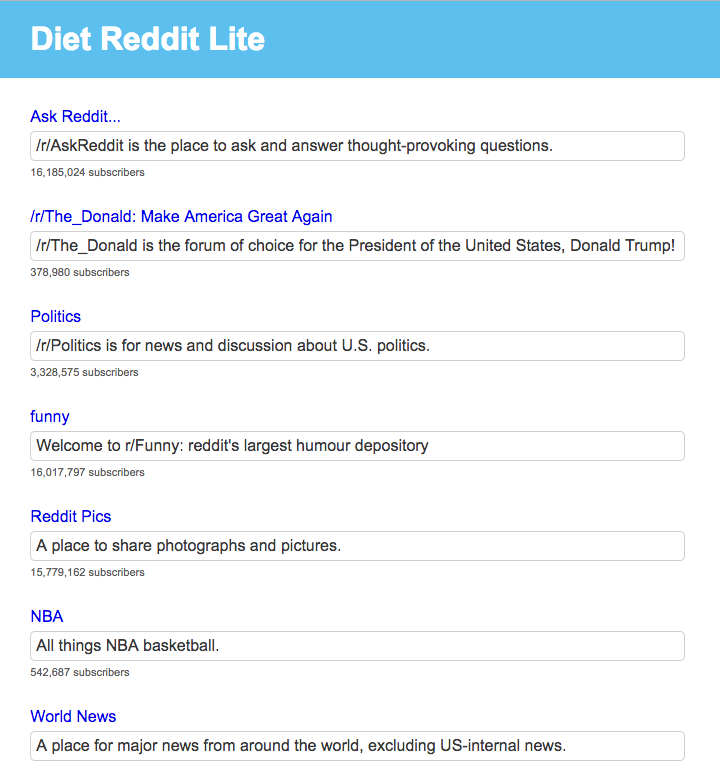 Diet Reddit Lite
Ask Reddit...
/r/AskReddit is the place to ask and answer thought-provoking questions.
16,185,024 subscribers
/r/The_Donald: Make America Great Again
/r/The_Donald is the forum of choice for the President of the United States, Donald Trump!
378,980 subscribers
Politics
/r/Politics is for news and discussion about U.S. politics.
3,328,575 subscribers
funny
Welcome to r/Funny: reddit's largest humour depository
16,017,797 subscribers
Reddit Pics
A place to share photographs and pictures.
15,779,162 subscribers
NBA
All things NBA basketball.
542,687 subscribers
World News
A place for major news from around the world, excluding US-internal news.